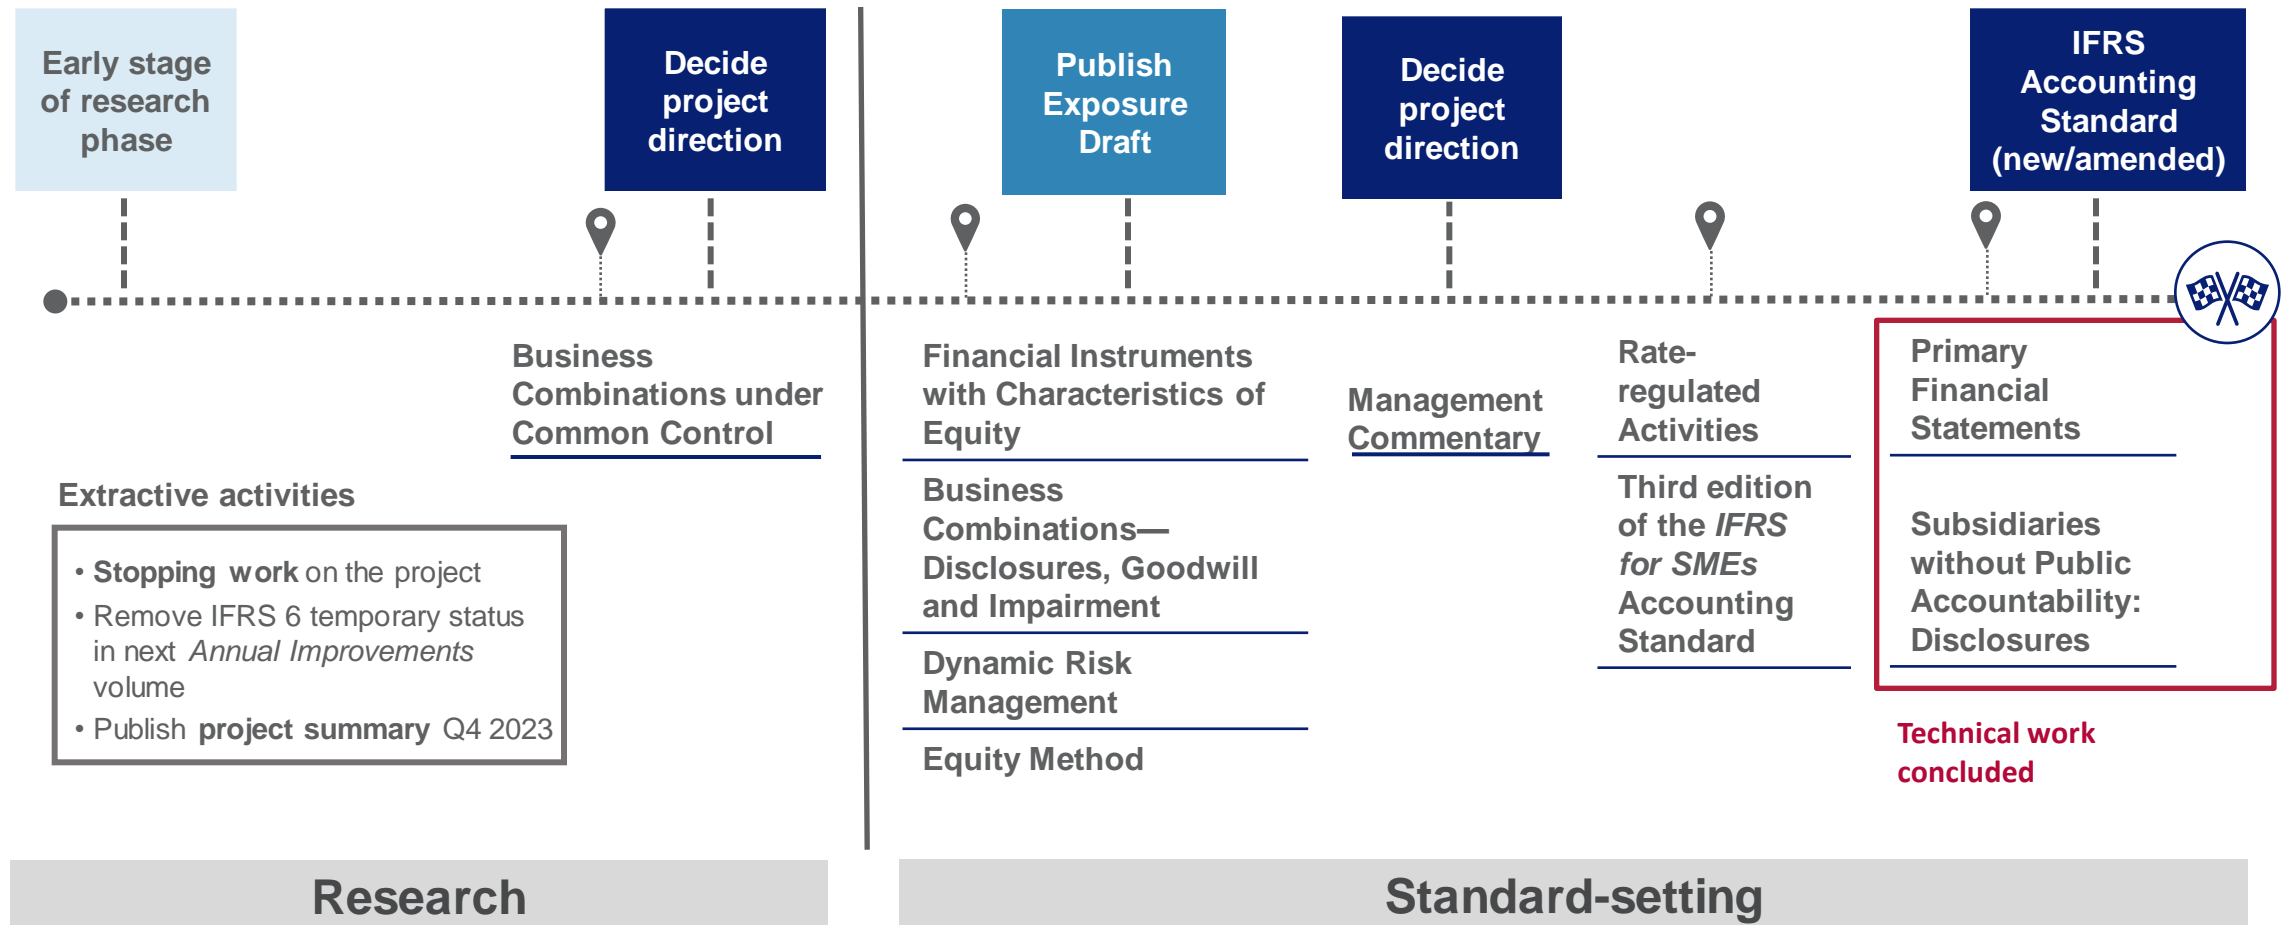 Early stage
of research
phase
Decide
project
direction
Publish
Exposure
Draft
Decide
project
direction
IFRS
Accounting
Standard
(new/amended)
Business
Combinations under
Common Control
Extractive activities
• Stopping work on the project
• Remove IFRS 6 temporary status
in next Annual Improvements
volume
• Publish project summary Q4 2023
Financial Instruments
with Characteristics of
Equity
Business
Combinations—
Disclosures, Goodwill
and Impairment
Dynamic Risk
Management
Equity Method
Management
Commentary
Rate-
regulated
Activities
Third edition
of the IFRS
for SMEs
Accounting
Standard
Primary
Financial
Statements
Subsidiaries
without Public
Accountability:
Disclosures
Technical work
concluded
Research
Standard-setting